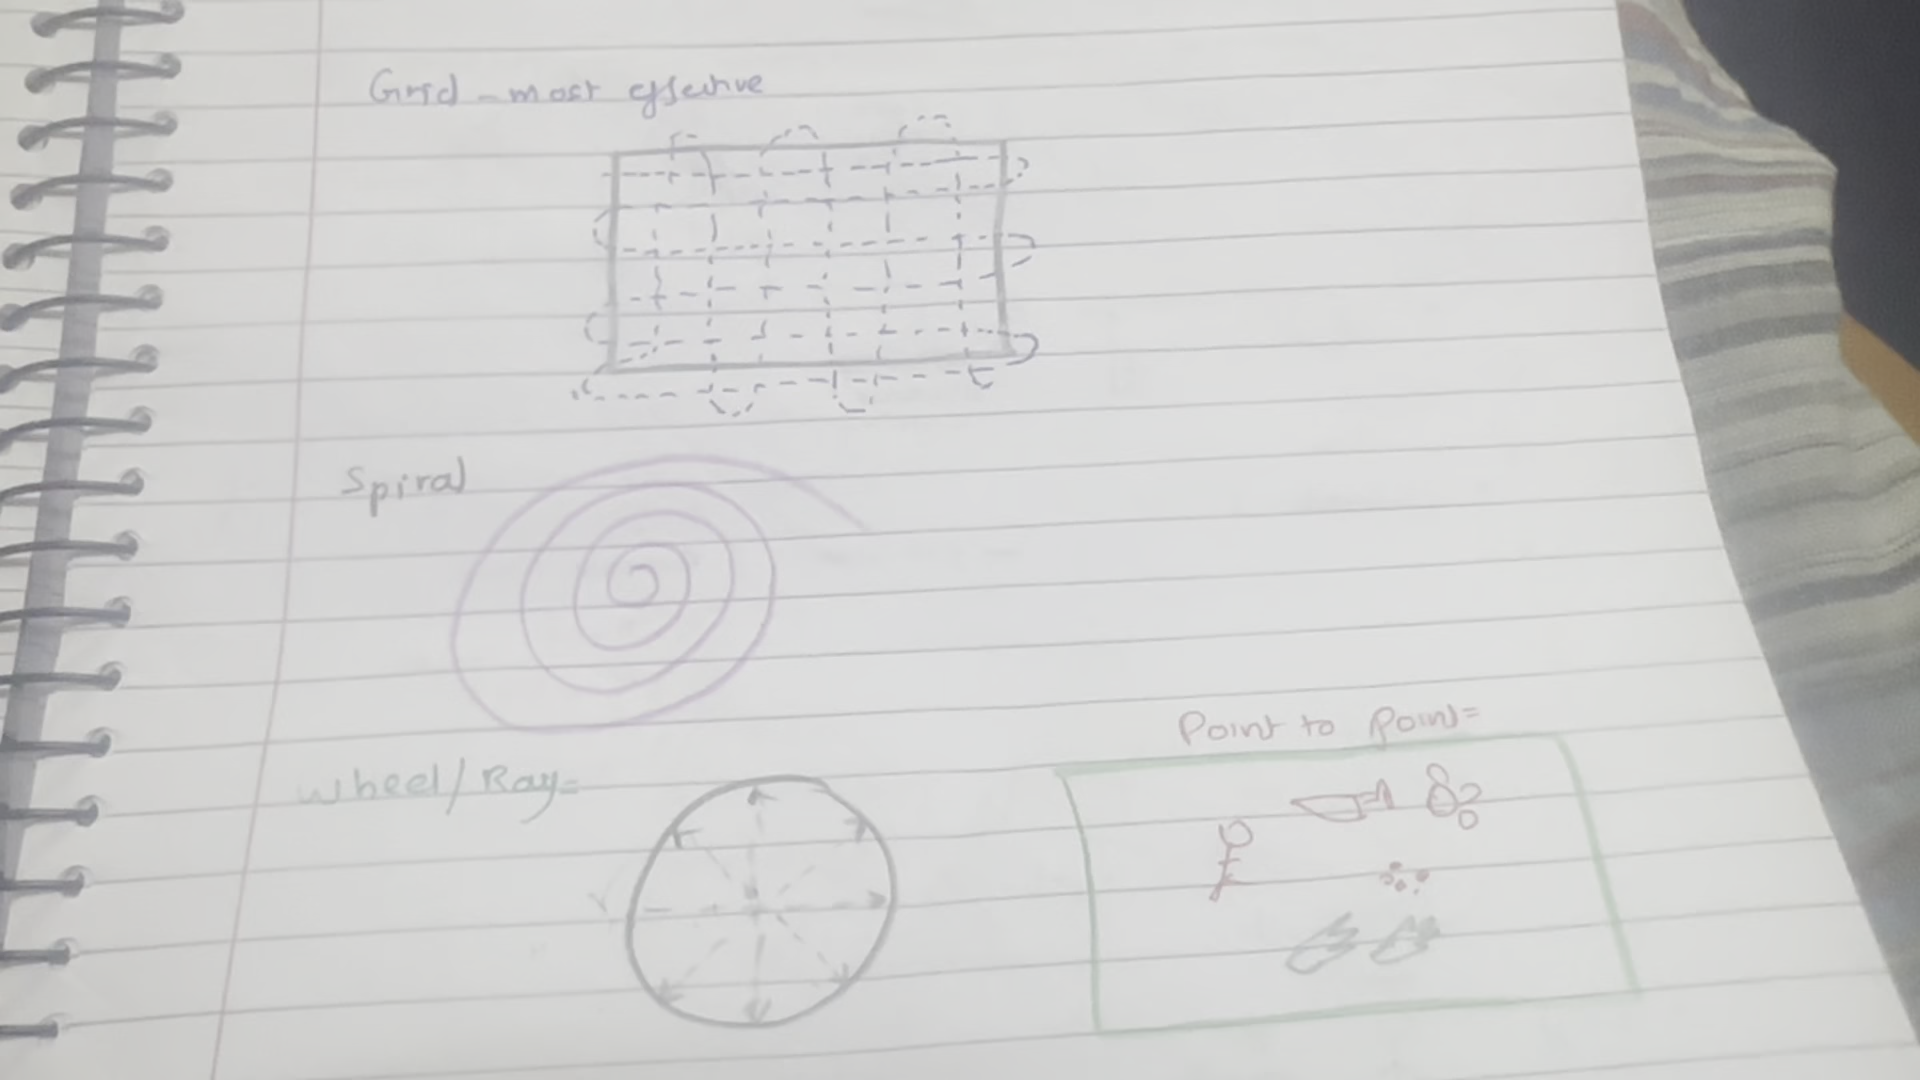 Grid - most effective
Spiral
Wheel/Ray=
Point to Point=